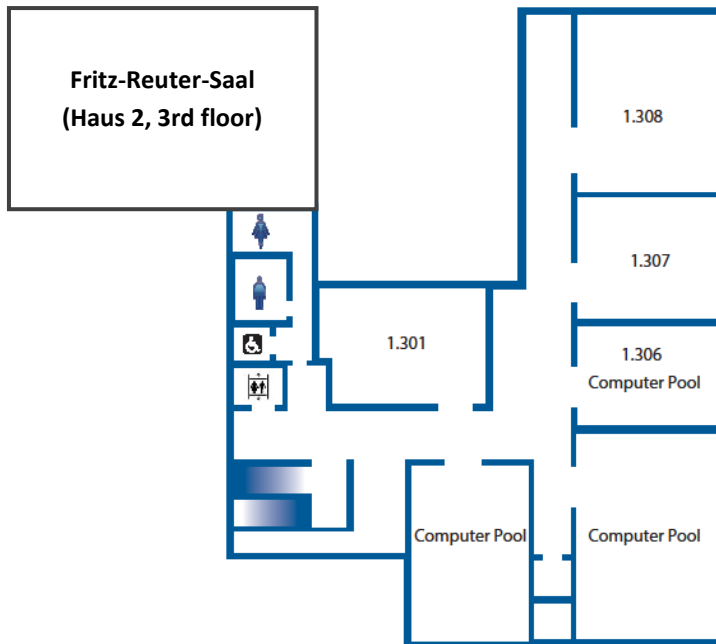 Fritz-Reuter-Saal
(Haus 2, 3rd floor)
1.308
1.307
1.301
1.306
Computer Pool
Computer Pool
Computer Pool